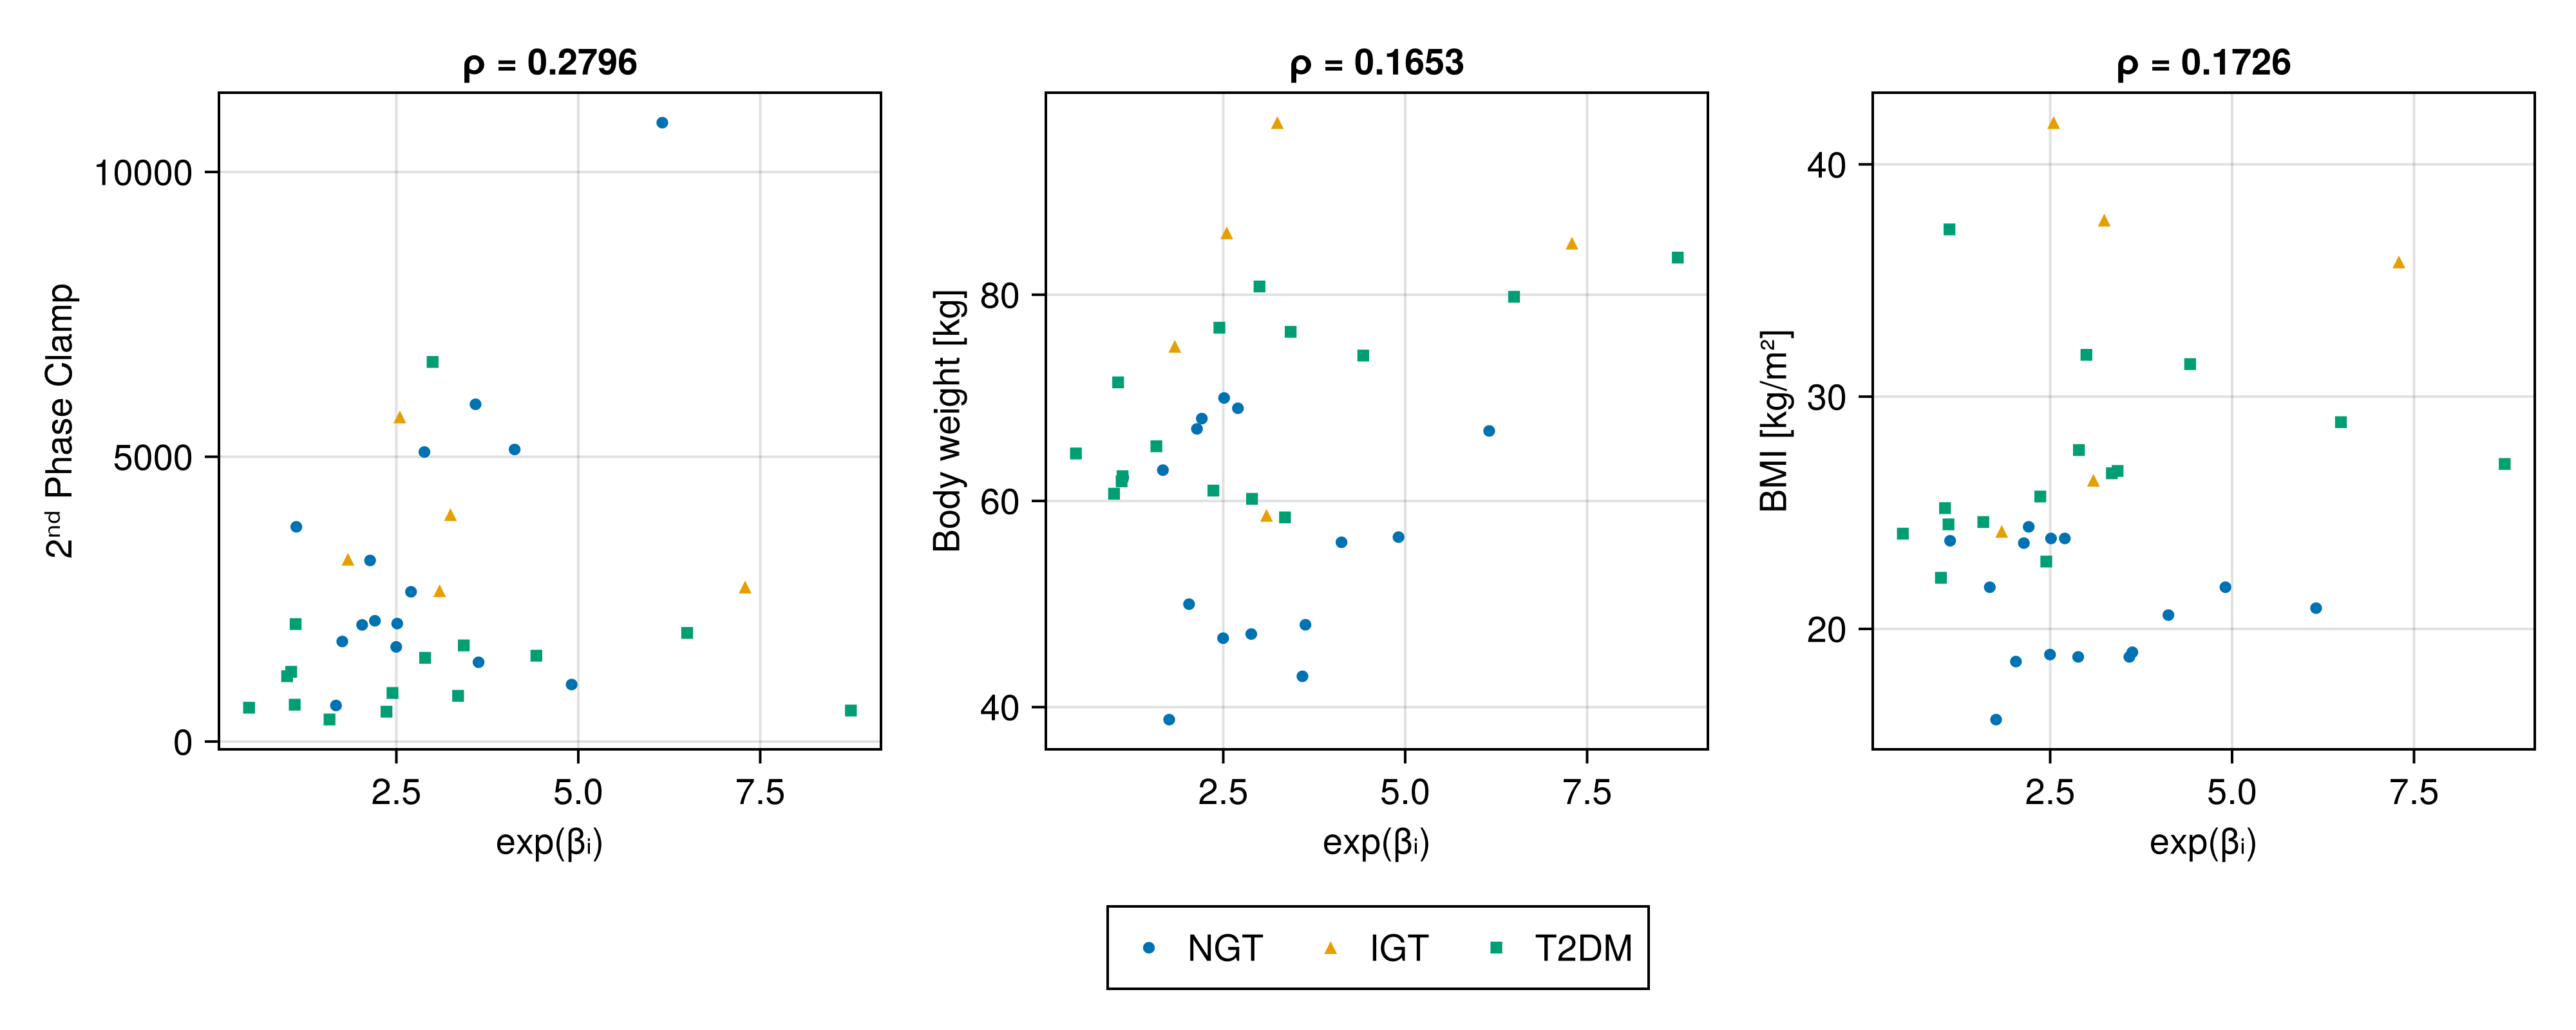 ρ = 0.2796
2ⁿᵈ Phase Clamp
10000
5000
0
2.5 5.0 7.5
exp(βᵢ)
ρ = 0.1653
Body weight [kg]
80
60
40
2.5 5.0 7.5
exp(βᵢ)
ρ = 0.1726
BMI [kg/m²]
40
30
20
2.5 5.0 7.5
exp(βᵢ)
NGT IGT T2DM